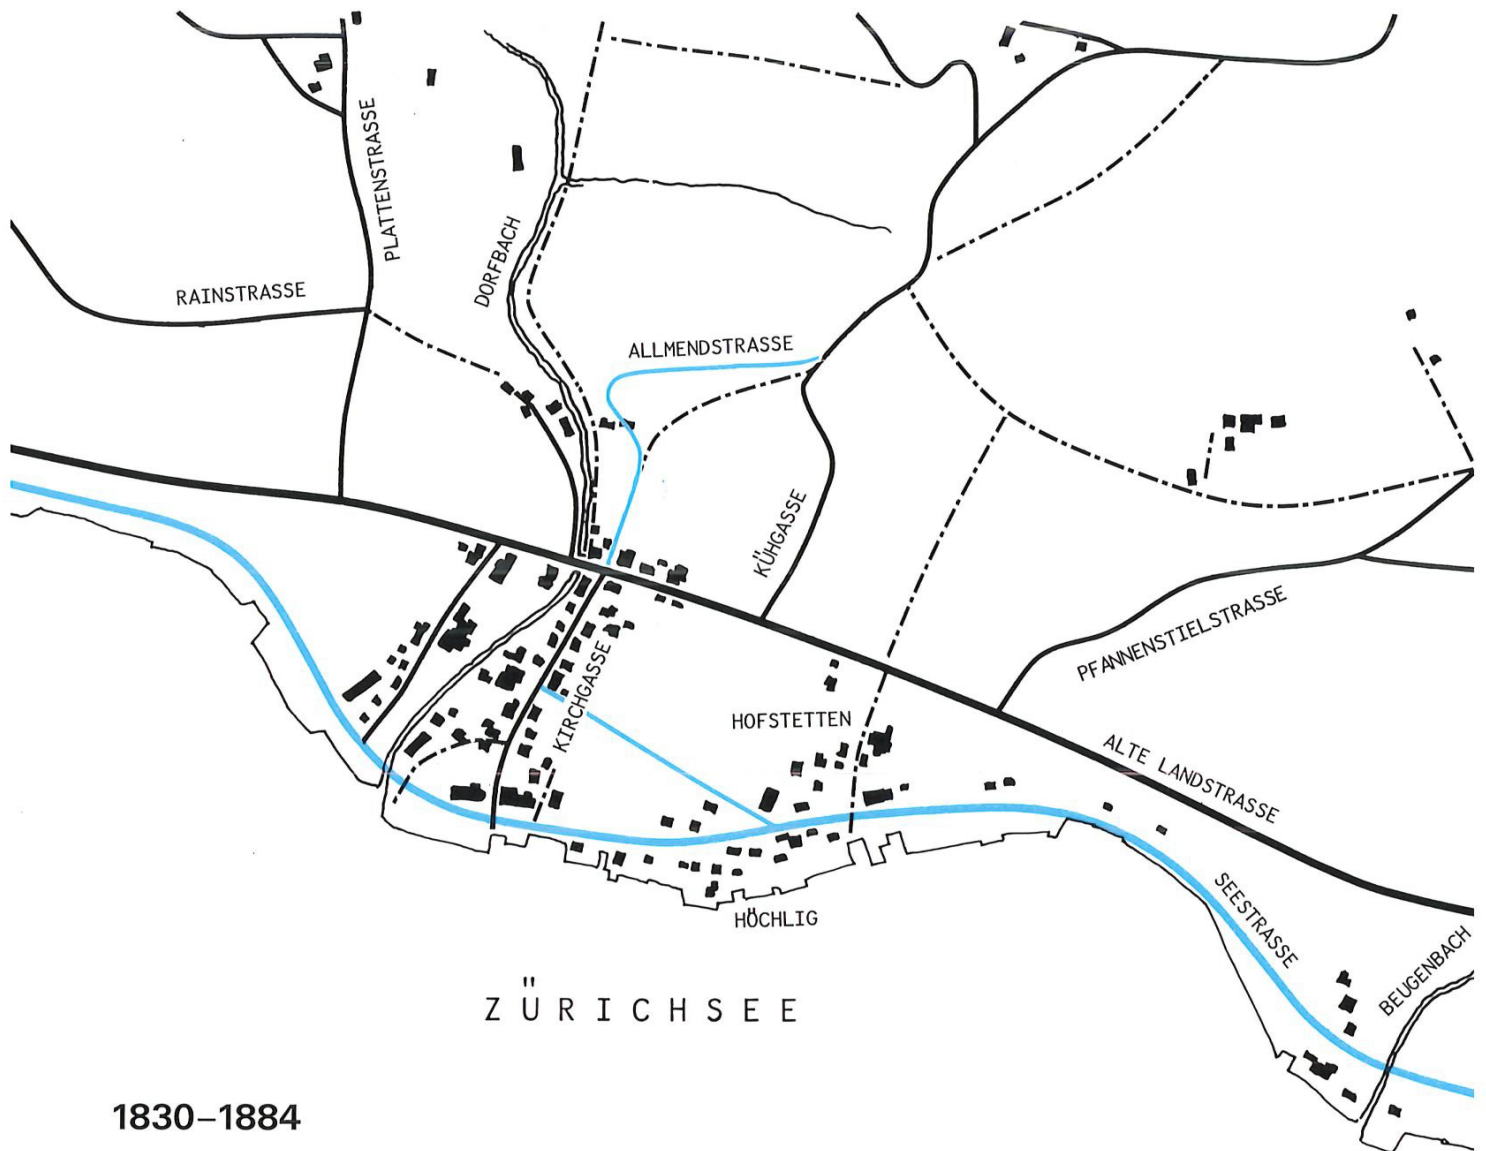 PLATTENSTRASSE
DORFBACH
RAINSTRASSE
ALLMENDSTRASSE
KÜHGASSE
PFANNENSTIELSTRASSE
KIRCHGASSE
HOFSTETTEN
ALTE LANDSTRASSE
SEESTRASSE
HÖCHLIG
BEUGENBACH
ZÜRICHSEE
1830–1884